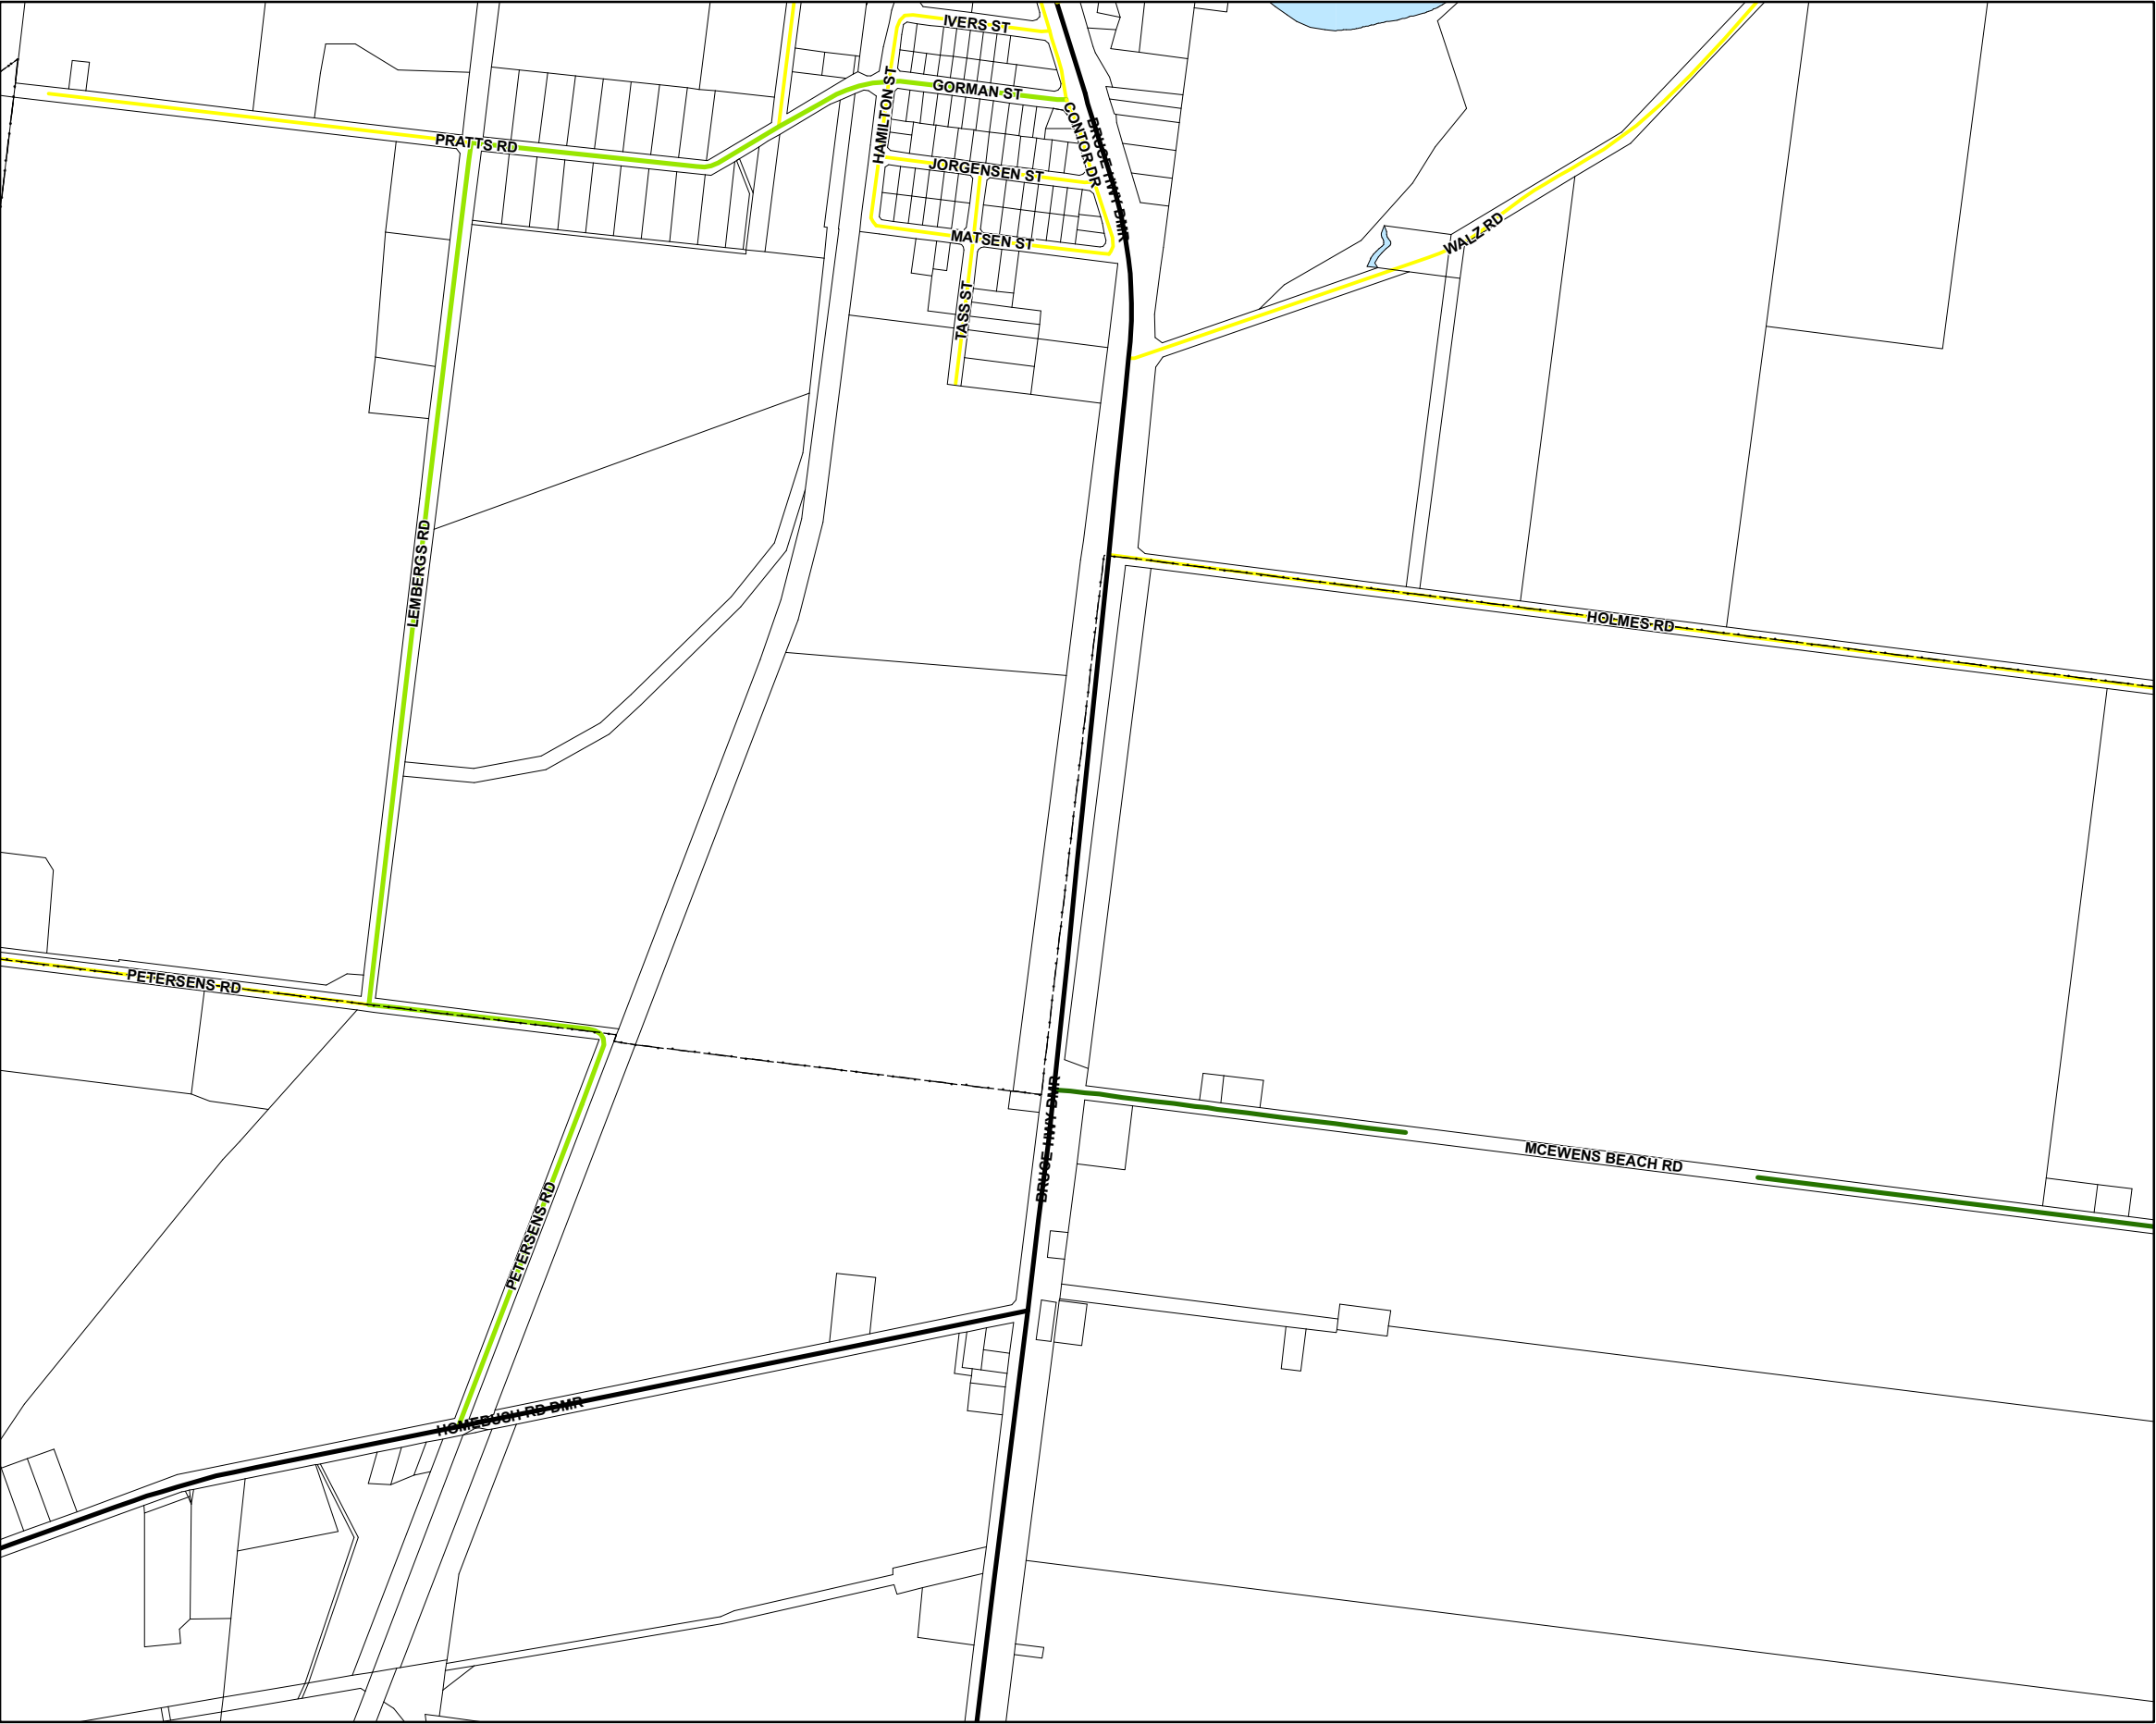 IVERS ST
GORMAN ST
HAMILTON ST
CONTOR DR
BRUCE HWY DMR
PRATTS RD
JORGENSEN ST
MATSEN ST
WALZ RD
TASS ST
LEMBERGS RD
HOLMES RD
PETERSENS RD
BRUCE HWY DMR
MCEWENS BEACH RD
PETERSENS RD
HOMEBUSH RD DMR